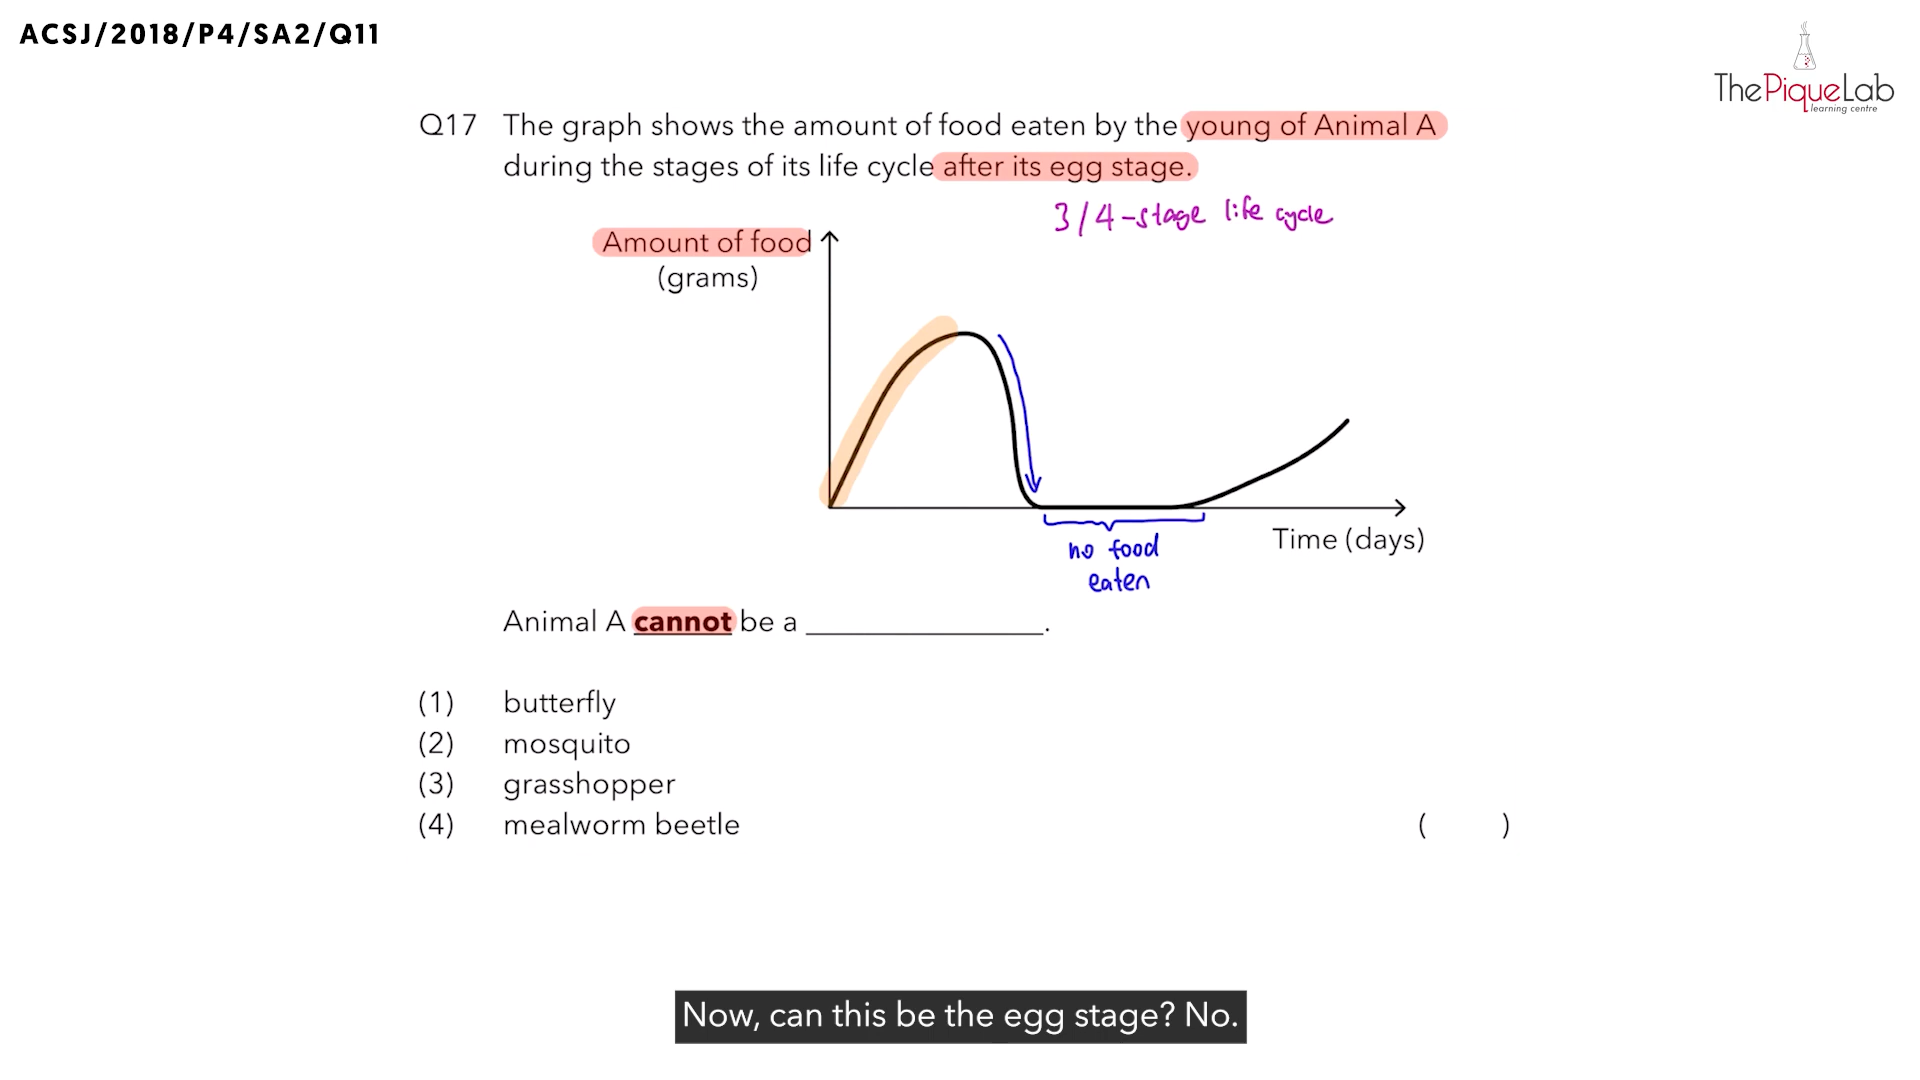 ACSJ/2018/P4/SA2/Q11
ThePiqueLab
learning centre
Q17 The graph shows the amount of food eaten by the young of Animal A
during the stages of its life cycle after its egg stage.
3/4-stage life cycle
Amount of food
(grams)
no food
eaten
Time (days)
Animal A cannot be a ________________.
(1) butterfly
(2) mosquito
(3) grasshopper
(4) mealworm beetle ( )
Now, can this be the egg stage? No.